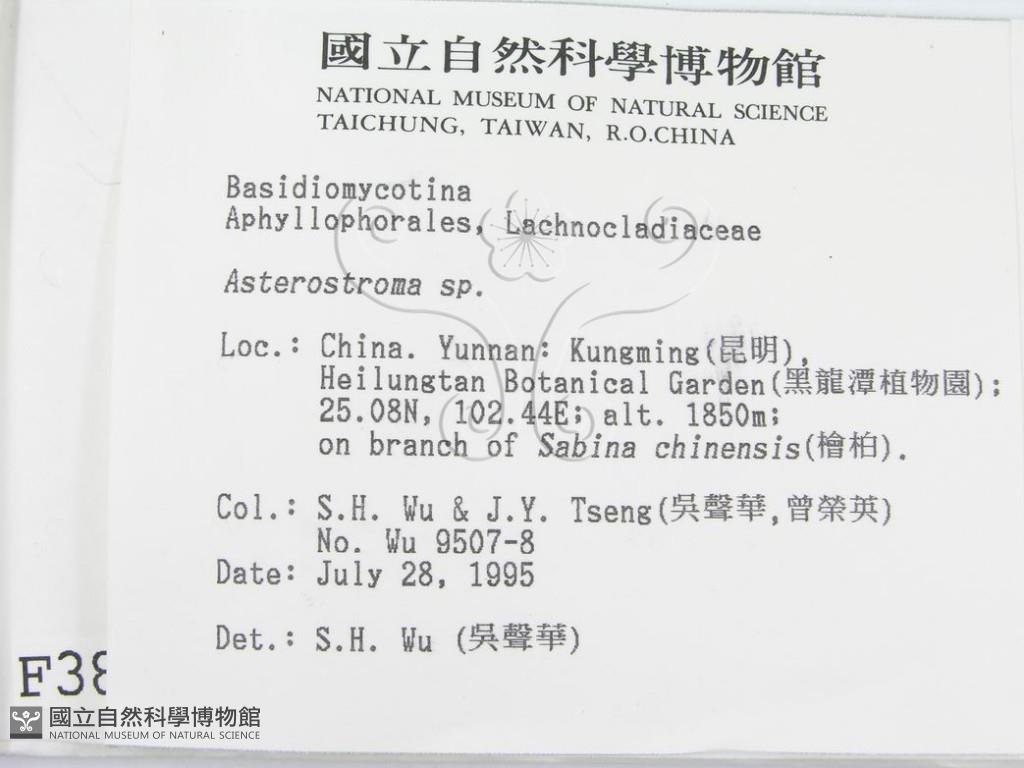 國立自然科學博物館
NATIONAL MUSEUM OF NATURAL SCIENCE
TAICHUNG, TAIWAN, R.O.CHINA
Basidiomycotina
Aphyllophorales, Lachnocladiaceae
Asterostroma sp.
Loc.: China. Yunnan: Kungming(昆明),
Heilungtan Botanical Garden(黑龍潭植物園);
25.08N, 102.44E; alt. 1850m;
on branch of Sabina chinensis(檜柏).
Col.: S.H. Wu & J.Y. Tseng(吳聲華,曾榮英)
No. Wu 9507-8
Date: July 28, 1995
Det.: S.H. Wu (吳聲華)
F38
國立自然科學博物館
NATIONAL MUSEUM OF NATURAL SCIENCE